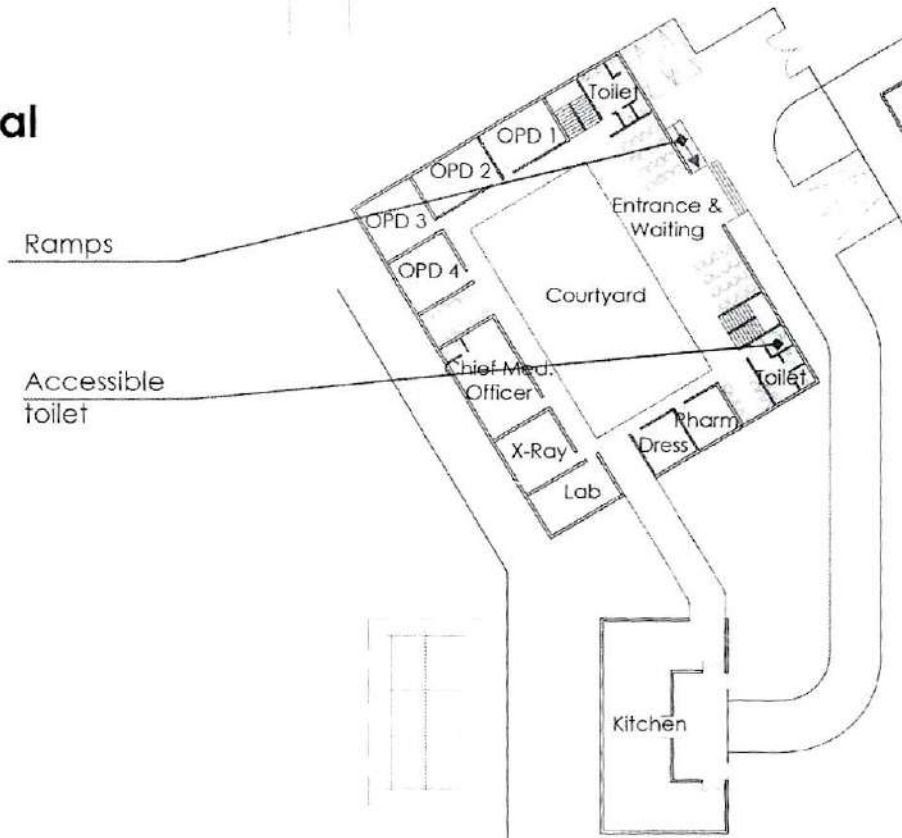 al
Toilet
OPD 1
OPD 2
OPD 3
OPD 4
Entrance &
Waiting
Ramps
Courtyard
Accessible
toilet
Chief Med.
Officer
Toilet
Pharm
Dress
X-Ray
Lab
Kitchen